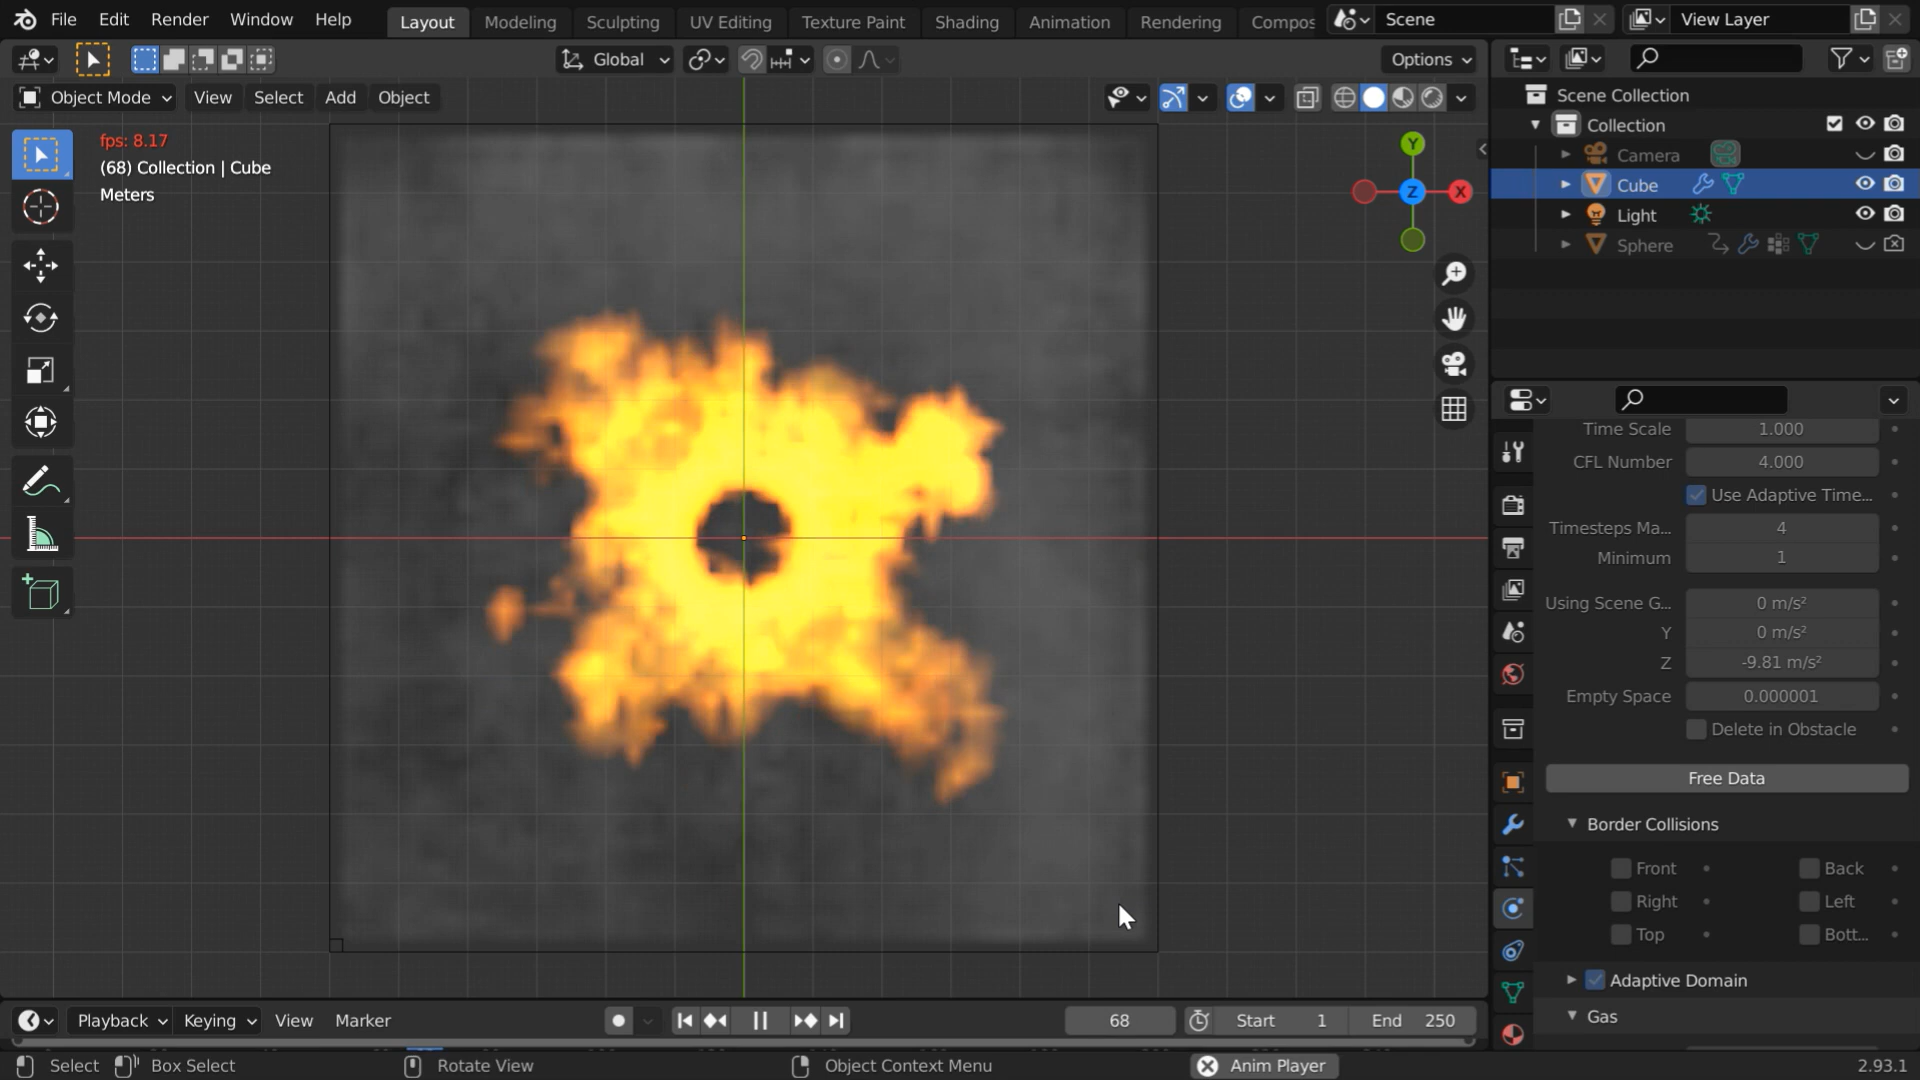 File Edit Render Window Help Layout Modeling Sculpting UV Editing Texture Paint Shading Animation Rendering Compos Scene View Layer
Global Options
Object Mode View Select Add Object
fps: 8.17
(68) Collection | Cube
Meters
Y
Z X
Scene Collection
Collection
Camera
Cube
Light
Sphere
Time Scale 1.000
CFL Number 4.000
Use Adaptive Time...
Timesteps Ma... 4
Minimum 1
Using Scene G... 0 m/s²
Y 0 m/s²
Z -9.81 m/s²
Empty Space 0.000001
Delete in Obstacle
Free Data
Border Collisions
Front Back
Right Left
Top Bott...
Adaptive Domain
Gas
Playback Keying View Marker 68 Start 1 End 250
Select Box Select Rotate View Object Context Menu Anim Player 2.93.1